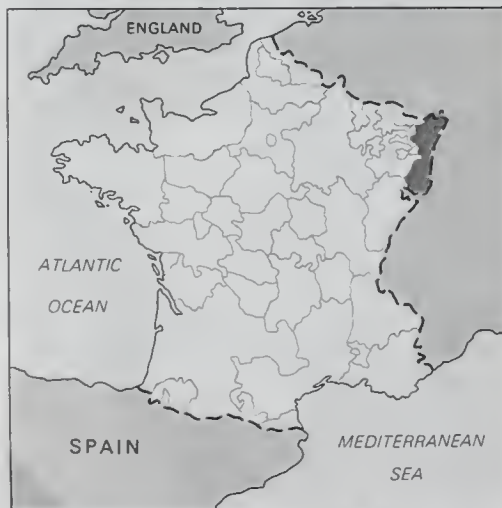 ENGLAND
ATLANTIC
OCEAN
SPAIN
MEDITERRANEAN
SEA